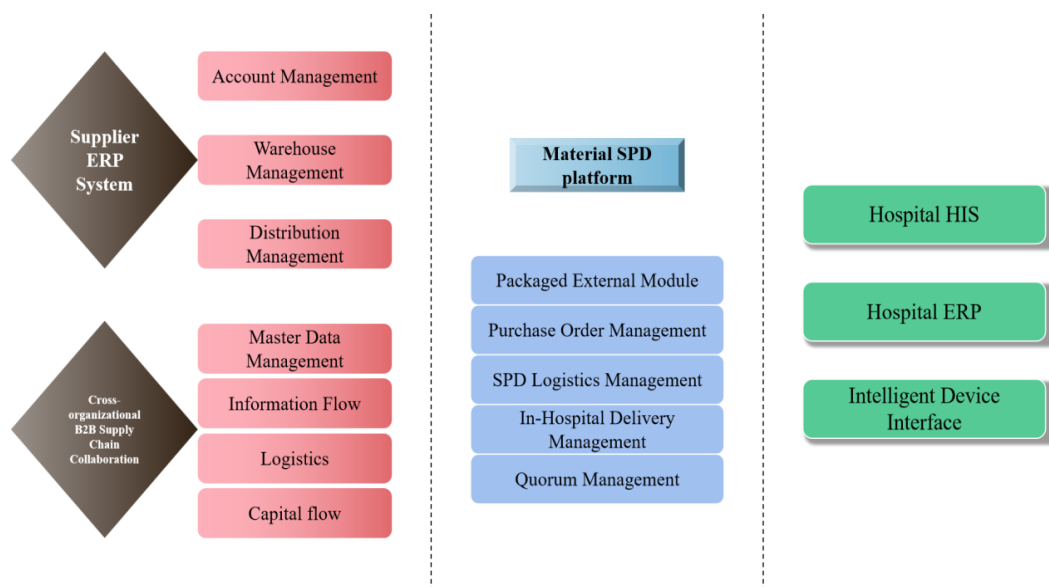 Supplier
ERP
System
Account Management
Warehouse
Management
Distribution
Management
Cross-
organizational
B2B Supply
Chain
Collaboration
Master Data
Management
Information Flow
Logistics
Capital flow
Material SPD
platform
Packaged External Module
Purchase Order Management
SPD Logistics Management
In-Hospital Delivery
Management
Quorum Management
Hospital HIS
Hospital ERP
Intelligent Device
Interface